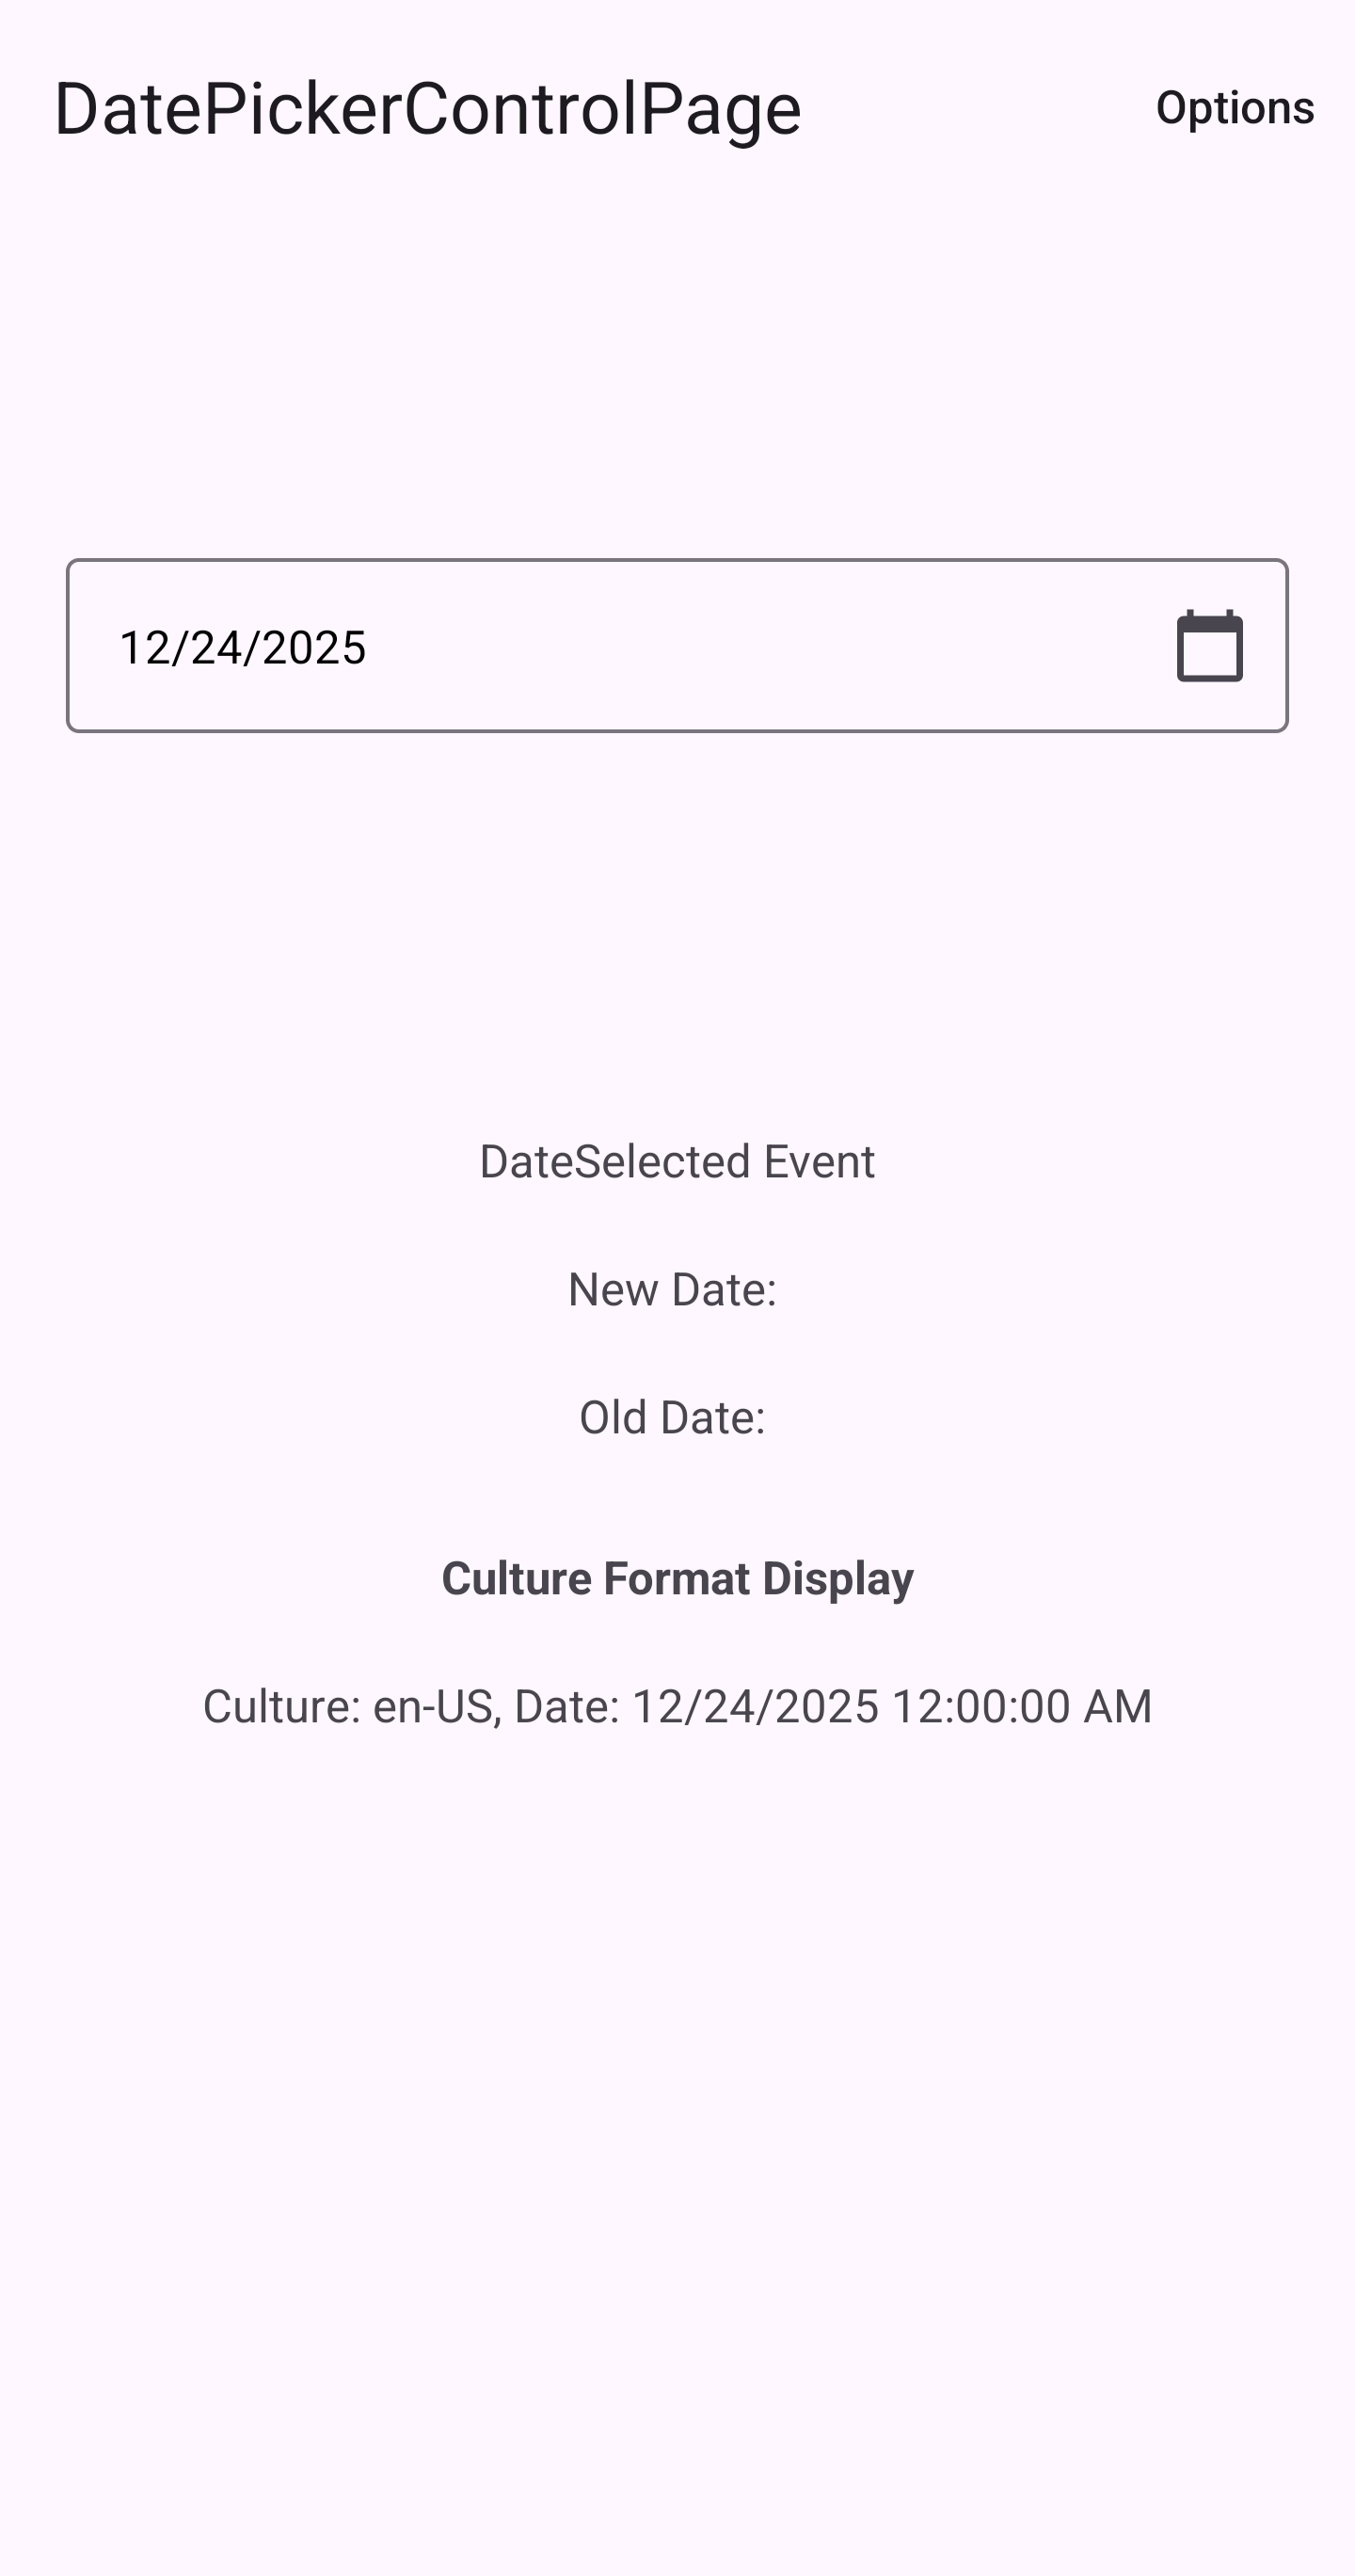 DatePickerControlPage
Options
12/24/2025
DateSelected Event
New Date:
Old Date:
Culture Format Display
Culture: en-US, Date: 12/24/2025 12:00:00 AM